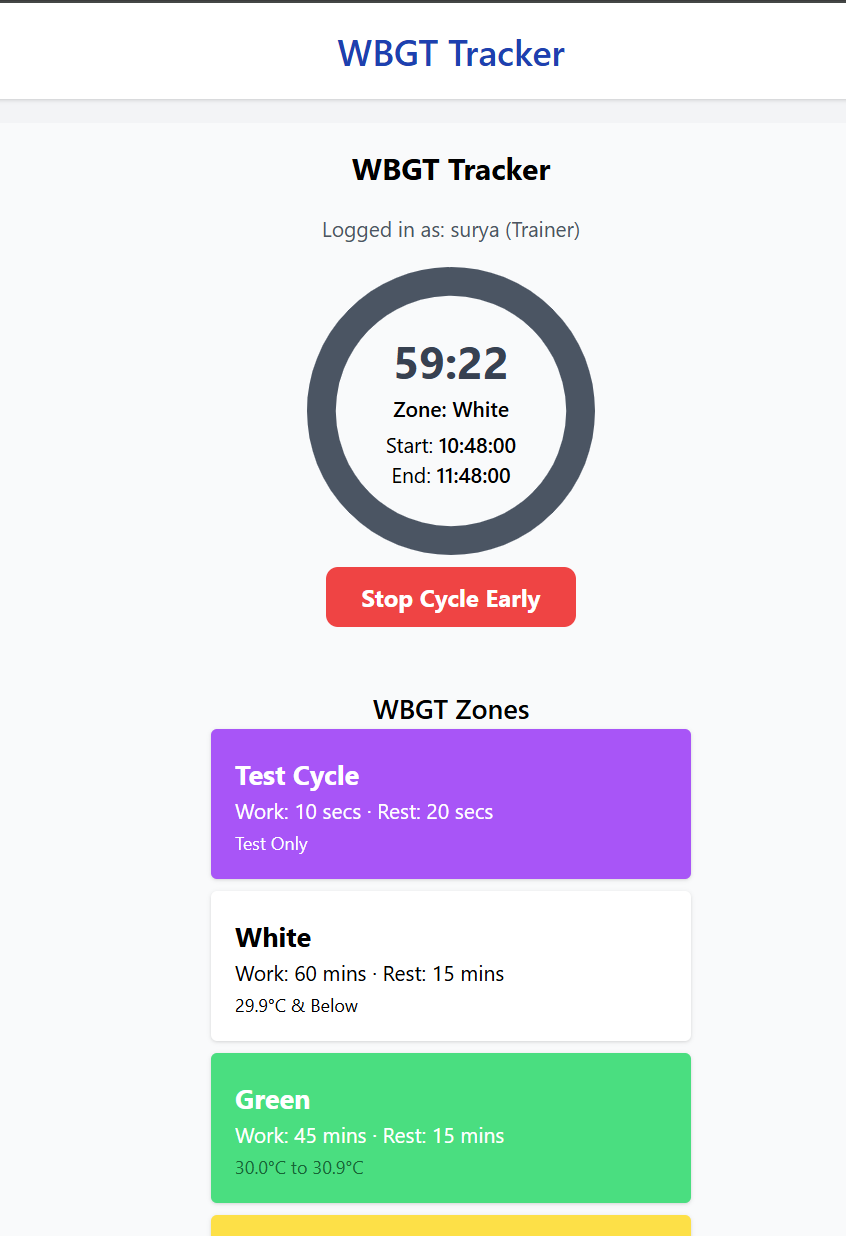 WBGT Tracker
WBGT Tracker
Logged in as: surya (Trainer)
59:22
Zone: White
Start: 10:48:00
End: 11:48:00
Stop Cycle Early
WBGT Zones
Test Cycle
Work: 10 secs · Rest: 20 secs
Test Only
White
Work: 60 mins · Rest: 15 mins
29.9°C & Below
Green
Work: 45 mins · Rest: 15 mins
30.0°C to 30.9°C